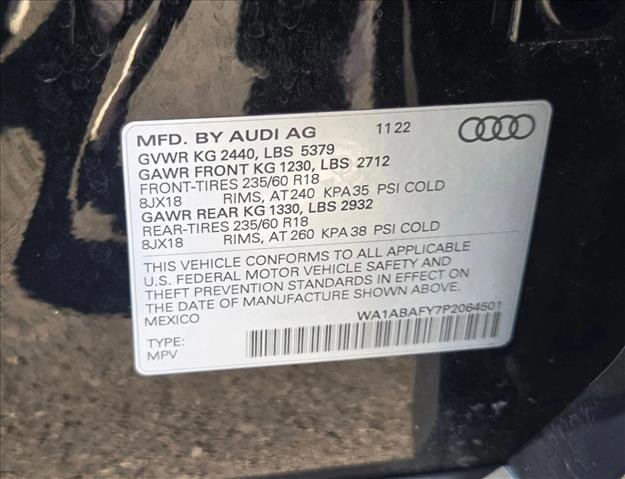 MFD. BY AUDI AG 11 22
GVWR KG 2440, LBS 5379
GAWR FRONT KG 1230, LBS 2712
FRONT-TIRES 235/60 R18
8JX18 RIMS, AT 240 KPA 35 PSI COLD
GAWR REAR KG 1330, LBS 2932
REAR-TIRES 235/60 R18
8JX18 RIMS, AT 260 KPA 38 PSI COLD
THIS VEHICLE CONFORMS TO ALL APPLICABLE
U.S. FEDERAL MOTOR VEHICLE SAFETY AND
THEFT PREVENTION STANDARDS IN EFFECT ON
THE DATE OF MANUFACTURE SHOWN ABOVE.
MEXICO WA1ABAFY7P2064501
TYPE:
MPV